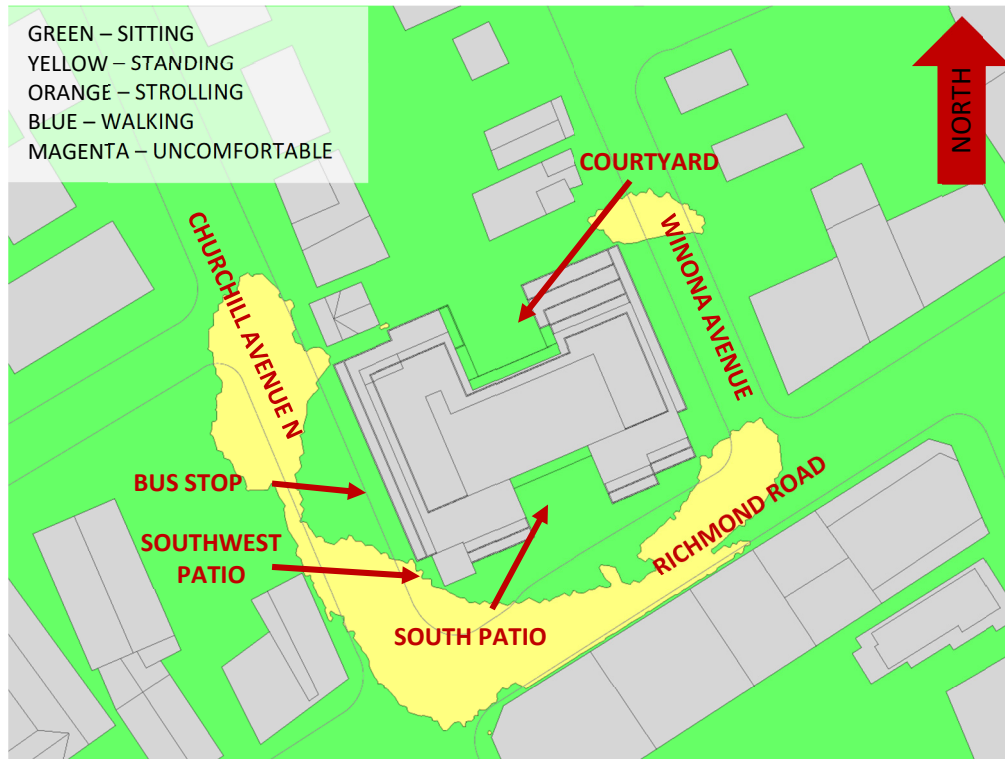 GREEN – SITTING
YELLOW – STANDING
ORANGE – STROLLING
BLUE – WALKING
MAGENTA – UNCOMFORTABLE
NORTH
COURTYARD
CHURCHILL AVENUE N
WINONA AVENUE
BUS STOP
SOUTHWEST
PATIO
RICHMOND ROAD
SOUTH PATIO